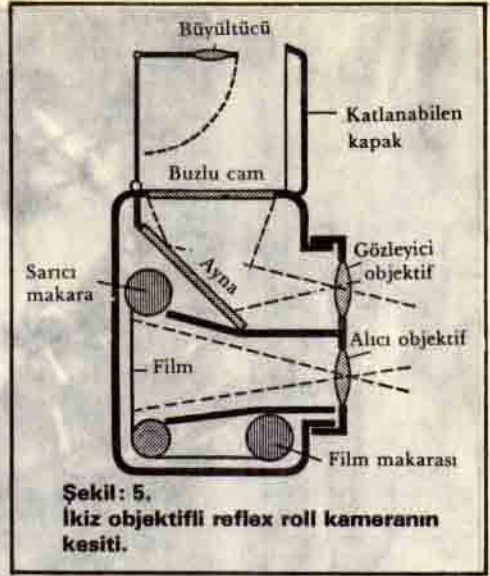 Büyültücü
Katlanabilen
kapak
Buzlu cam
Gözleyici
objektif
Sarıcı
makara
Ayna
Alıcı objektif
Film
Film makarası
Şekil: 5.
İkiz objektifli reflex roll kameranın
kesiti.